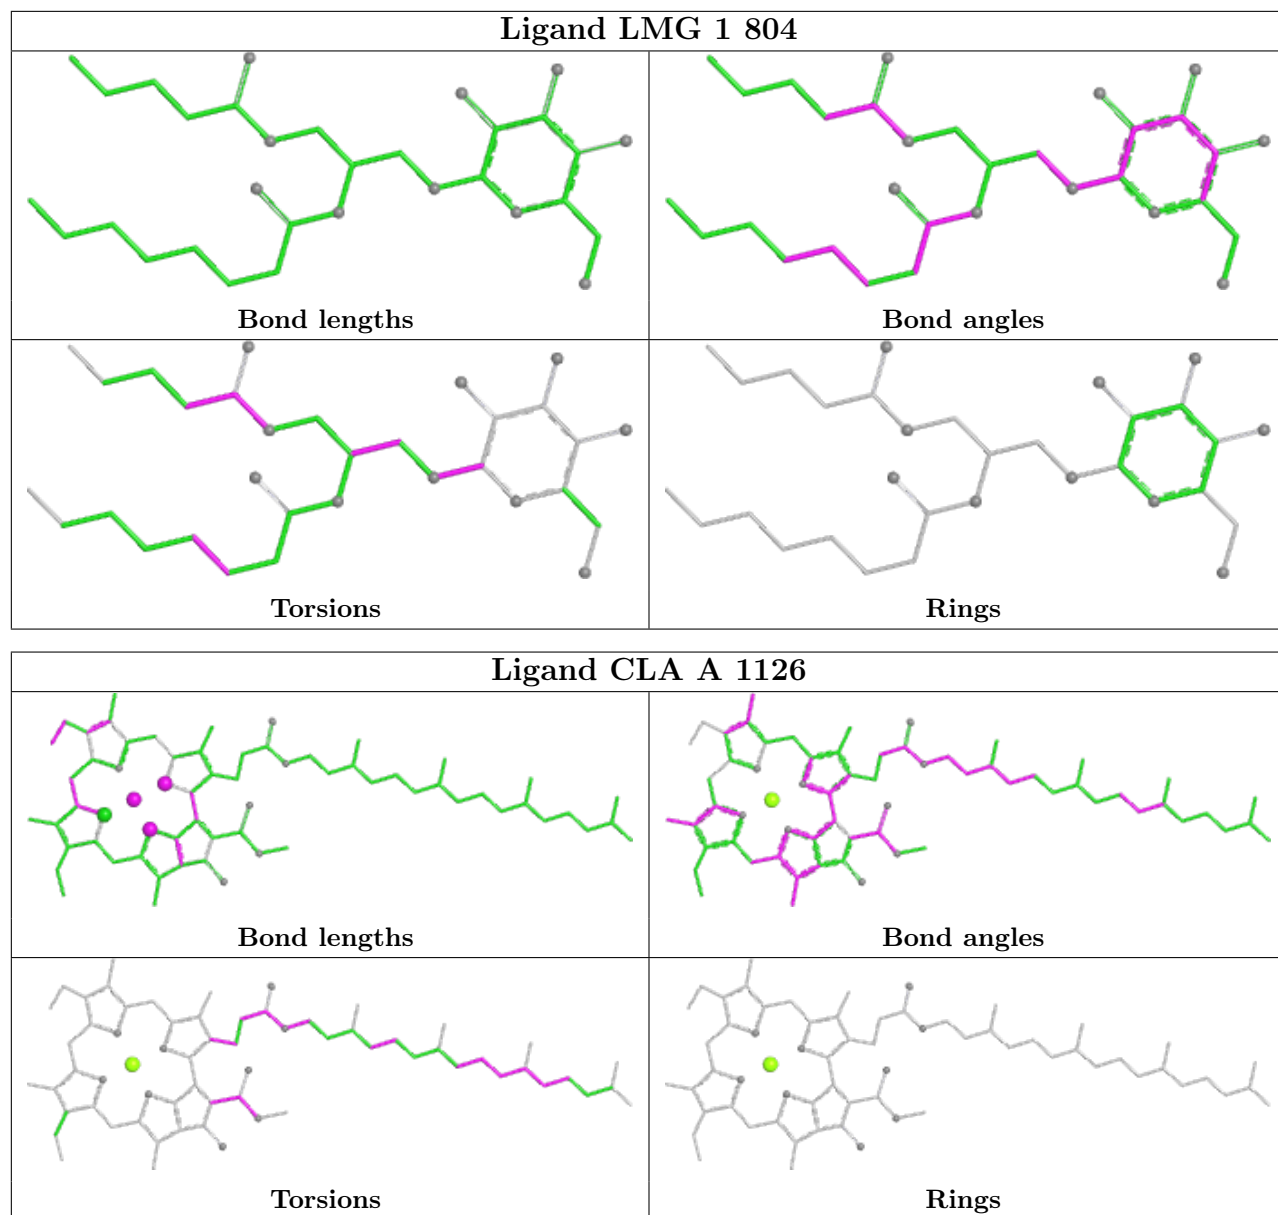 Ligand LMG 1 804
Bond lengths
Bond angles
Torsions
Rings
Ligand CLA A 1126
Bond lengths
Bond angles
Torsions
Rings